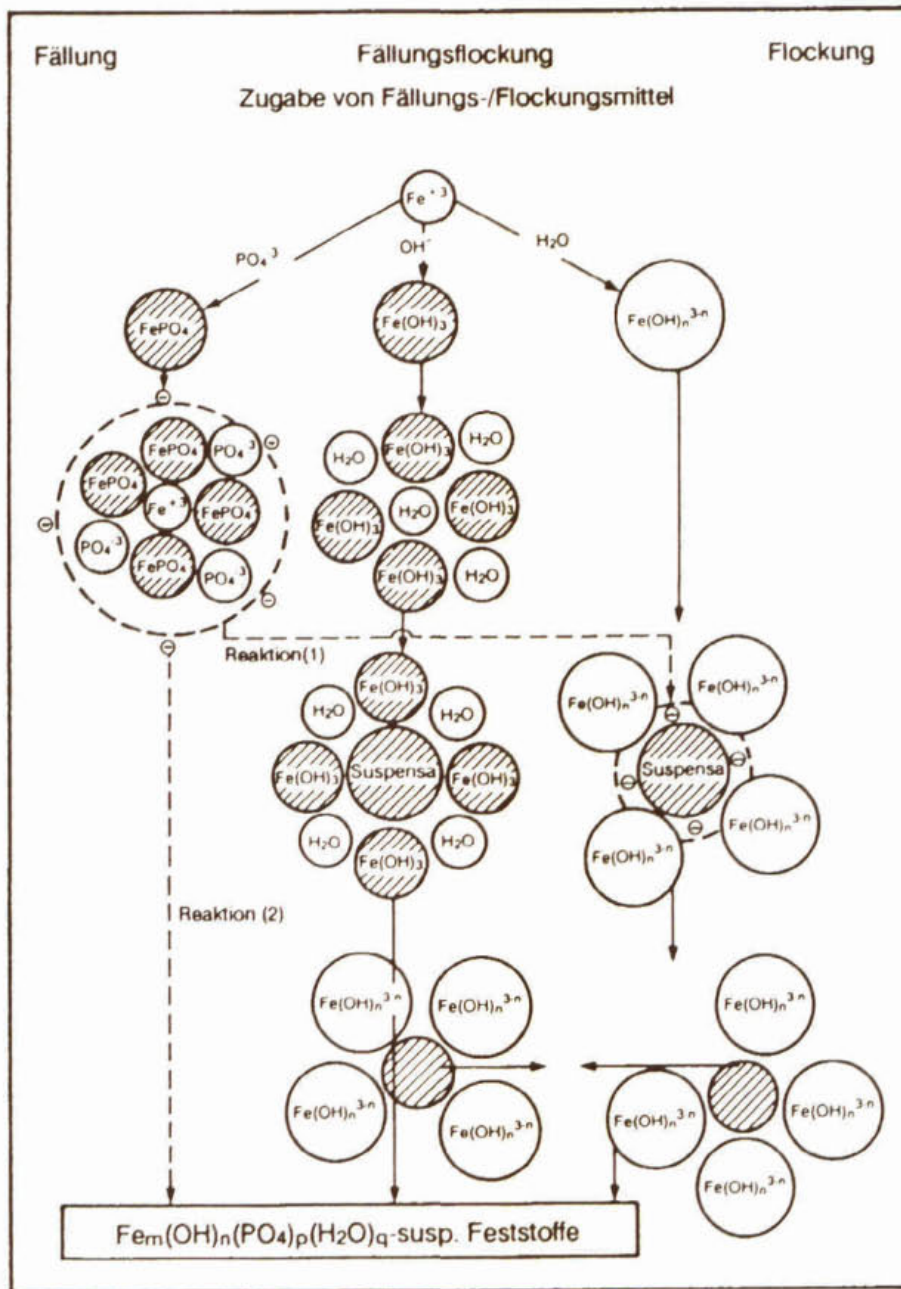 Fällung Fällungsflockung Flockung
Zugabe von Fällungs-/Flockungsmittel
Fe+3
PO4 3 OH- H2O
FePO4 Fe(OH)3 Fe(OH)n3-n
FePO4 PO4 3
FePO4 Fe+3 FePO4
PO4-3 FePO4 PO4 3
Fe(OH)3 H2O
H2O
Fe(OH)3 H2O Fe(OH)3
Fe(OH)3 H2O
Reaktion(1)
Fe(OH)3
H2O H2O
Fe(OH)3 Suspensa Fe(OH)3
H2O H2O
Fe(OH)3
Fe(OH)n3-n Fe(OH)n3-n
Suspensa
Fe(OH)n3-n Fe(OH)n3-n
Reaktion (2)
Fe(OH)n3-n Fe(OH)n3-n
Fe(OH)n3-n Fe(OH)n3-n
Fe(OH)n3-n
Fe(OH)n3-n Fe(OH)n3-n
Fe(OH)n3-n
Fem(OH)n(PO4)p(H2O)q-susp. Feststoffe